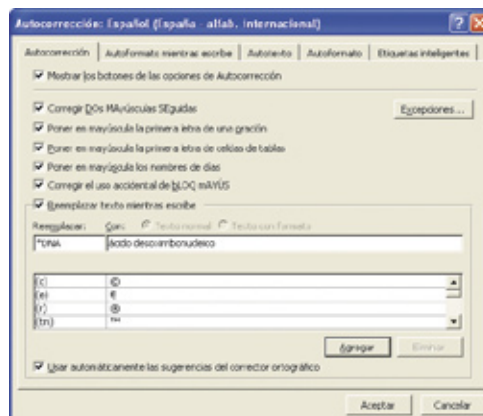 Autocorrección: Español (España - alfab. internacional)
Autocorrección Autoformato mientras escribe Autotexto Autoformato Etiquetas inteligentes
Mostrar los botones de las opciones de Autocorrección
Corregir DOs MAyúsculas SEguidas Excepciones...
Poner en mayúscula la primera letra de una oración
Poner en mayúscula la primera letra de celdas de tablas
Poner en mayúscula los nombres de días
Corregir el uso accidental de bLOQ mAYÚS
Reemplazar texto mientras escribe
Reemplazar: Con: Texto normal Texto con formato
*DNA ácido
(c) ©
(e) €
(r) ®
(tm) ™
Agregar Eliminar
Usar automáticamente las sugerencias del corrector ortográfico
Aceptar Cancelar